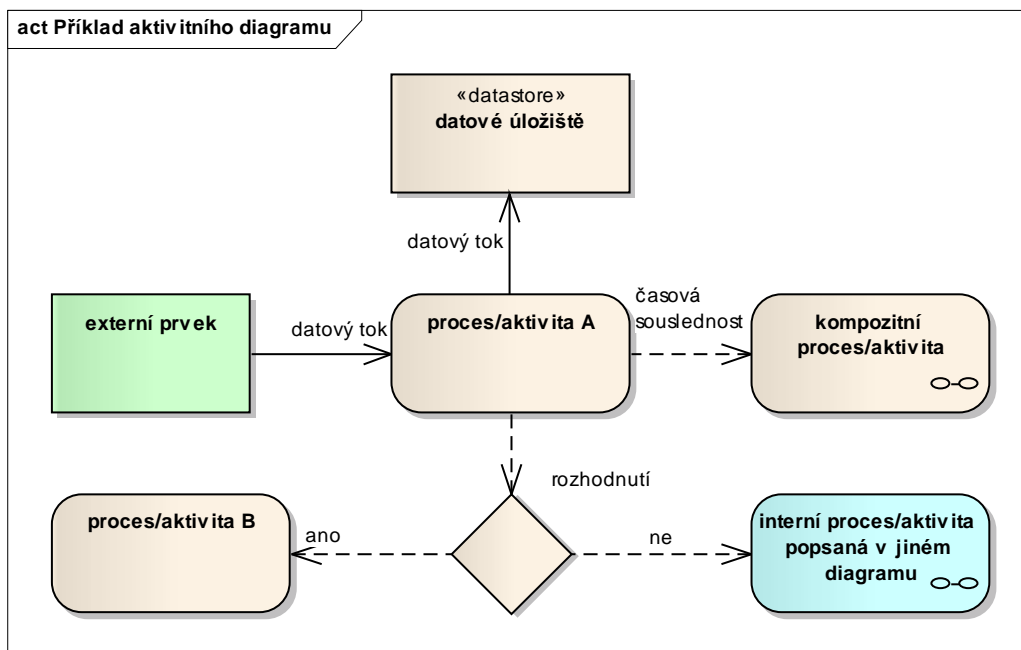 act Příklad aktivitního diagramu
«datastore»
datové úložiště
datový tok
externí prvek
datový tok
proces/aktivita A
časová
souslednost
kompozitní
proces/aktivita
rozhodnutí
proces/aktivita B
ano
ne
interní proces/aktivita
popsaná v jiném
diagramu